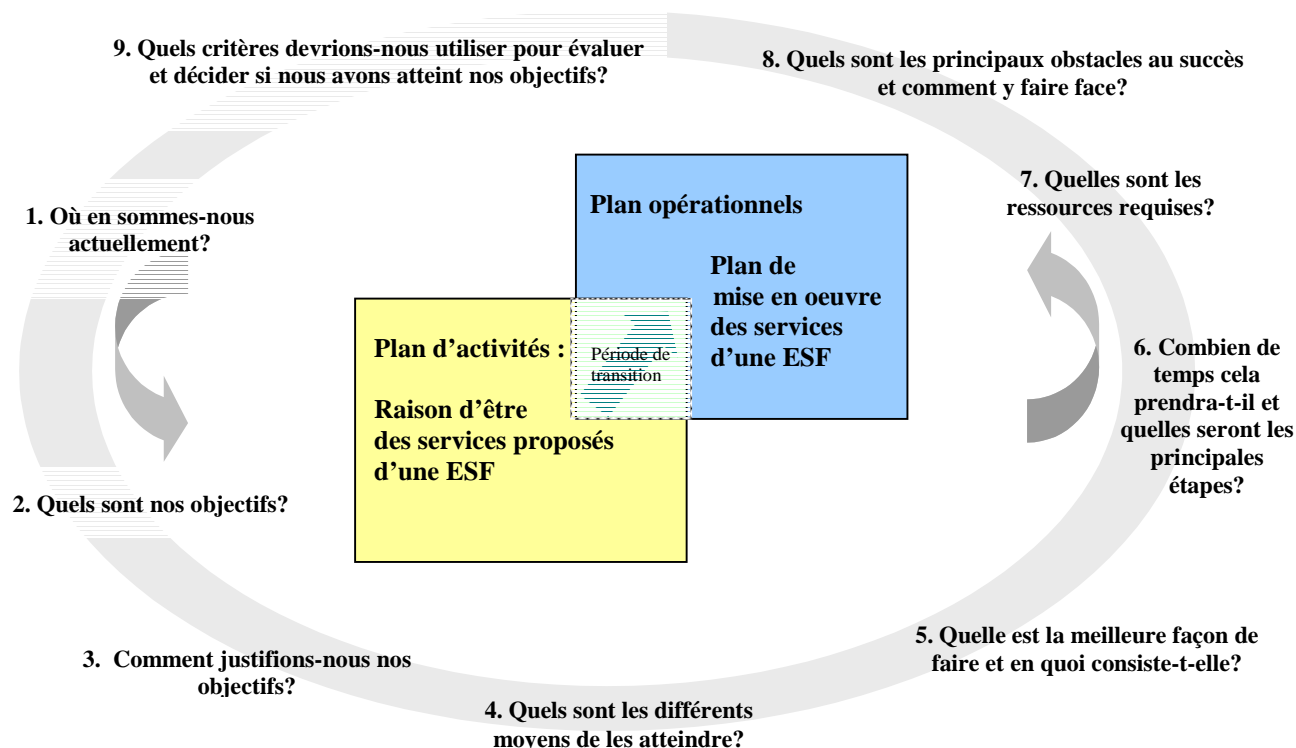 9. Quels critères devrions-nous utiliser pour évaluer
et décider si nous avons atteint nos objectifs?
8. Quels sont les principaux obstacles au succès
et comment y faire face?
7. Quelles sont les
ressources requises?
1. Où en sommes-nous
actuellement?
Plan opérationnels
Plan de
mise en oeuvre
des services
d'une ESF
Plan d'activités :
Raison d'être
des services proposés
d'une ESF
Période de
transition
6. Combien de
temps cela
prendra-t-il et
quelles seront les
principales
étapes?
2. Quels sont nos objectifs?
5. Quelle est la meilleure façon de
faire et en quoi consiste-t-elle?
3. Comment justifions-nous nos
objectifs?
4. Quels sont les différents
moyens de les atteindre?